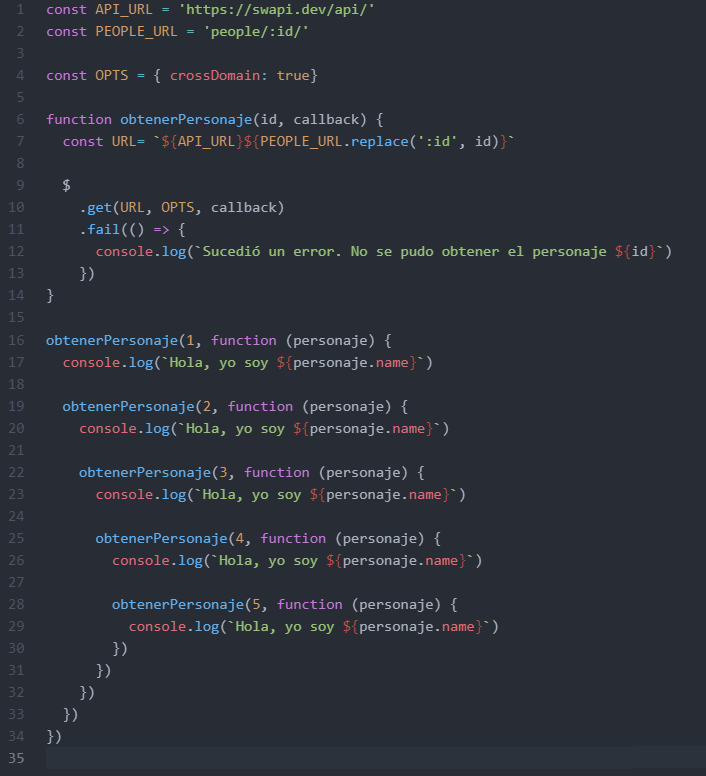 1 const API_URL = 'https://swapi.dev/api/'
2 const PEOPLE_URL = 'people/:id/'
3
4 const OPTS = { crossDomain: true}
5
6 function obtenerPersonaje(id, callback) {
7   const URL= `${API_URL}${PEOPLE_URL.replace(':id', id)}`
8
9   $
10     .get(URL, OPTS, callback)
11     .fail(() => {
12       console.log(`Sucedió un error. No se pudo obtener el personaje ${id}`)
13     })
14 }
15
16 obtenerPersonaje(1, function (personaje) {
17   console.log(`Hola, yo soy ${personaje.name}`)
18
19   obtenerPersonaje(2, function (personaje) {
20     console.log(`Hola, yo soy ${personaje.name}`)
21
22     obtenerPersonaje(3, function (personaje) {
23       console.log(`Hola, yo soy ${personaje.name}`)
24
25       obtenerPersonaje(4, function (personaje) {
26         console.log(`Hola, yo soy ${personaje.name}`)
27
28         obtenerPersonaje(5, function (personaje) {
29           console.log(`Hola, yo soy ${personaje.name}`)
30         })
31       })
32     })
33   })
34 })
35